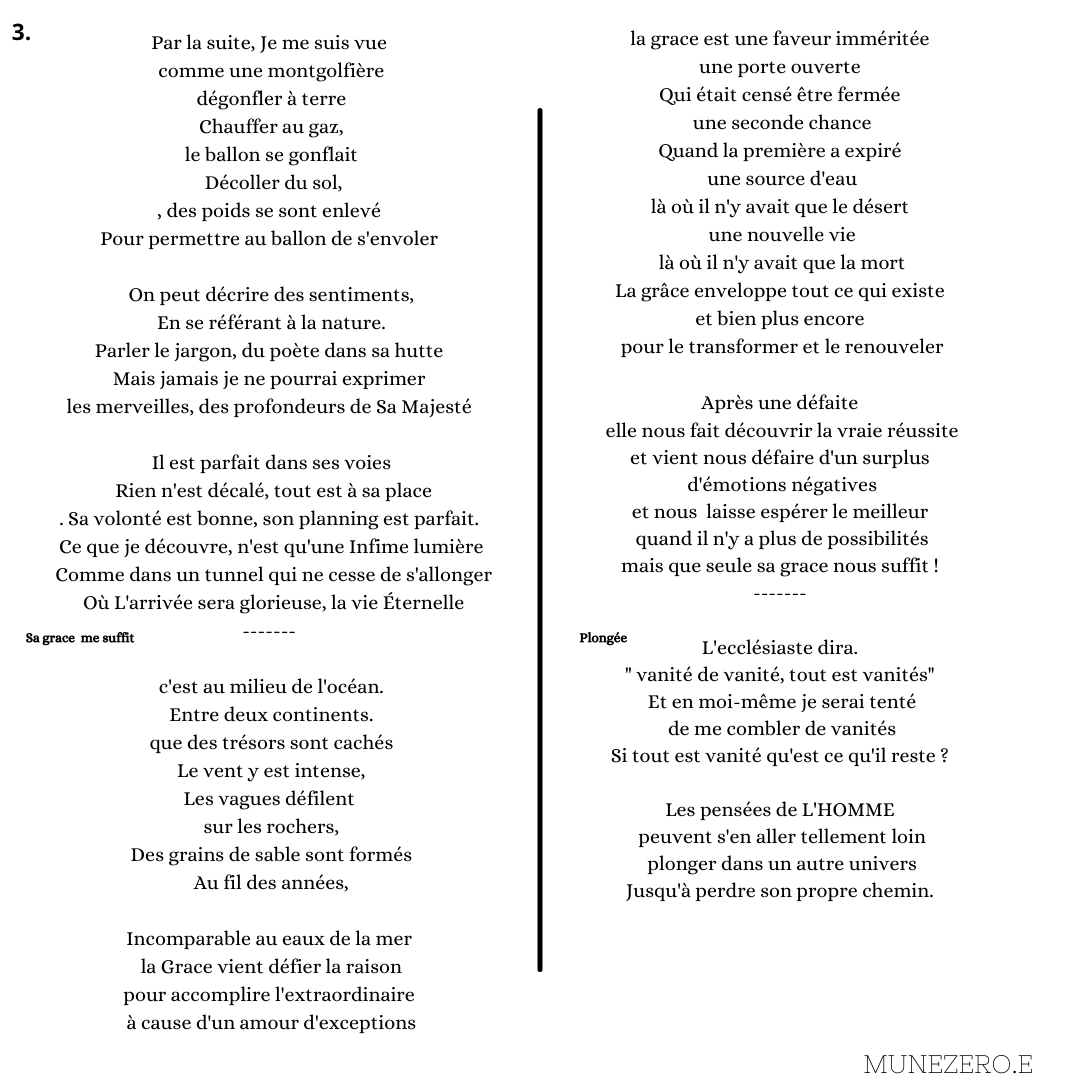 3.
Par la suite, Je me suis vue
comme une montgolfière
dégonfler à terre
Chauffer au gaz,
le ballon se gonflait
Décoller du sol,
, des poids se sont enlevé
Pour permettre au ballon de s'envoler
On peut décrire des sentiments,
En se référant à la nature.
Parler le jargon, du poète dans sa hutte
Mais jamais je ne pourrai exprimer
les merveilles, des profondeurs de Sa Majesté
Il est parfait dans ses voies
Rien n'est décalé, tout est à sa place
. Sa volonté est bonne, son planning est parfait.
Ce que je découvre, n'est qu'une Infime lumière
Comme dans un tunnel qui ne cesse de s'allonger
Où L'arrivée sera glorieuse, la vie Éternelle
-------
Sa grace  me suffit
c'est au milieu de l'océan.
Entre deux continents.
que des trésors sont cachés
Le vent y est intense,
Les vagues défilent
sur les rochers,
Des grains de sable sont formés
Au fil des années,
Incomparable au eaux de la mer
la Grace vient défier la raison
pour accomplire l'extraordinaire
à cause d'un amour d'exceptions
la grace est une faveur imméritée
une porte ouverte
Qui était censé être fermée
une seconde chance
Quand la première a expiré
une source d'eau
là où il n'y avait que le désert
une nouvelle vie
là où il n'y avait que la mort
La grâce enveloppe tout ce qui existe
et bien plus encore
pour le transformer et le renouveler
Après une défaite
elle nous fait découvrir la vraie réussite
et vient nous défaire d'un surplus
d'émotions négatives
et nous  laisse espérer le meilleur
quand il n'y a plus de possibilités
mais que seule sa grace nous suffit !
-------
Plongée
L'ecclésiaste dira.
" vanité de vanité, tout est vanités"
Et en moi-même je serai tenté
de me combler de vanités
Si tout est vanité qu'est ce qu'il reste ?
Les pensées de L'HOMME
peuvent s'en aller tellement loin
plonger dans un autre univers
Jusqu'à perdre son propre chemin.
MUNEZERO.E